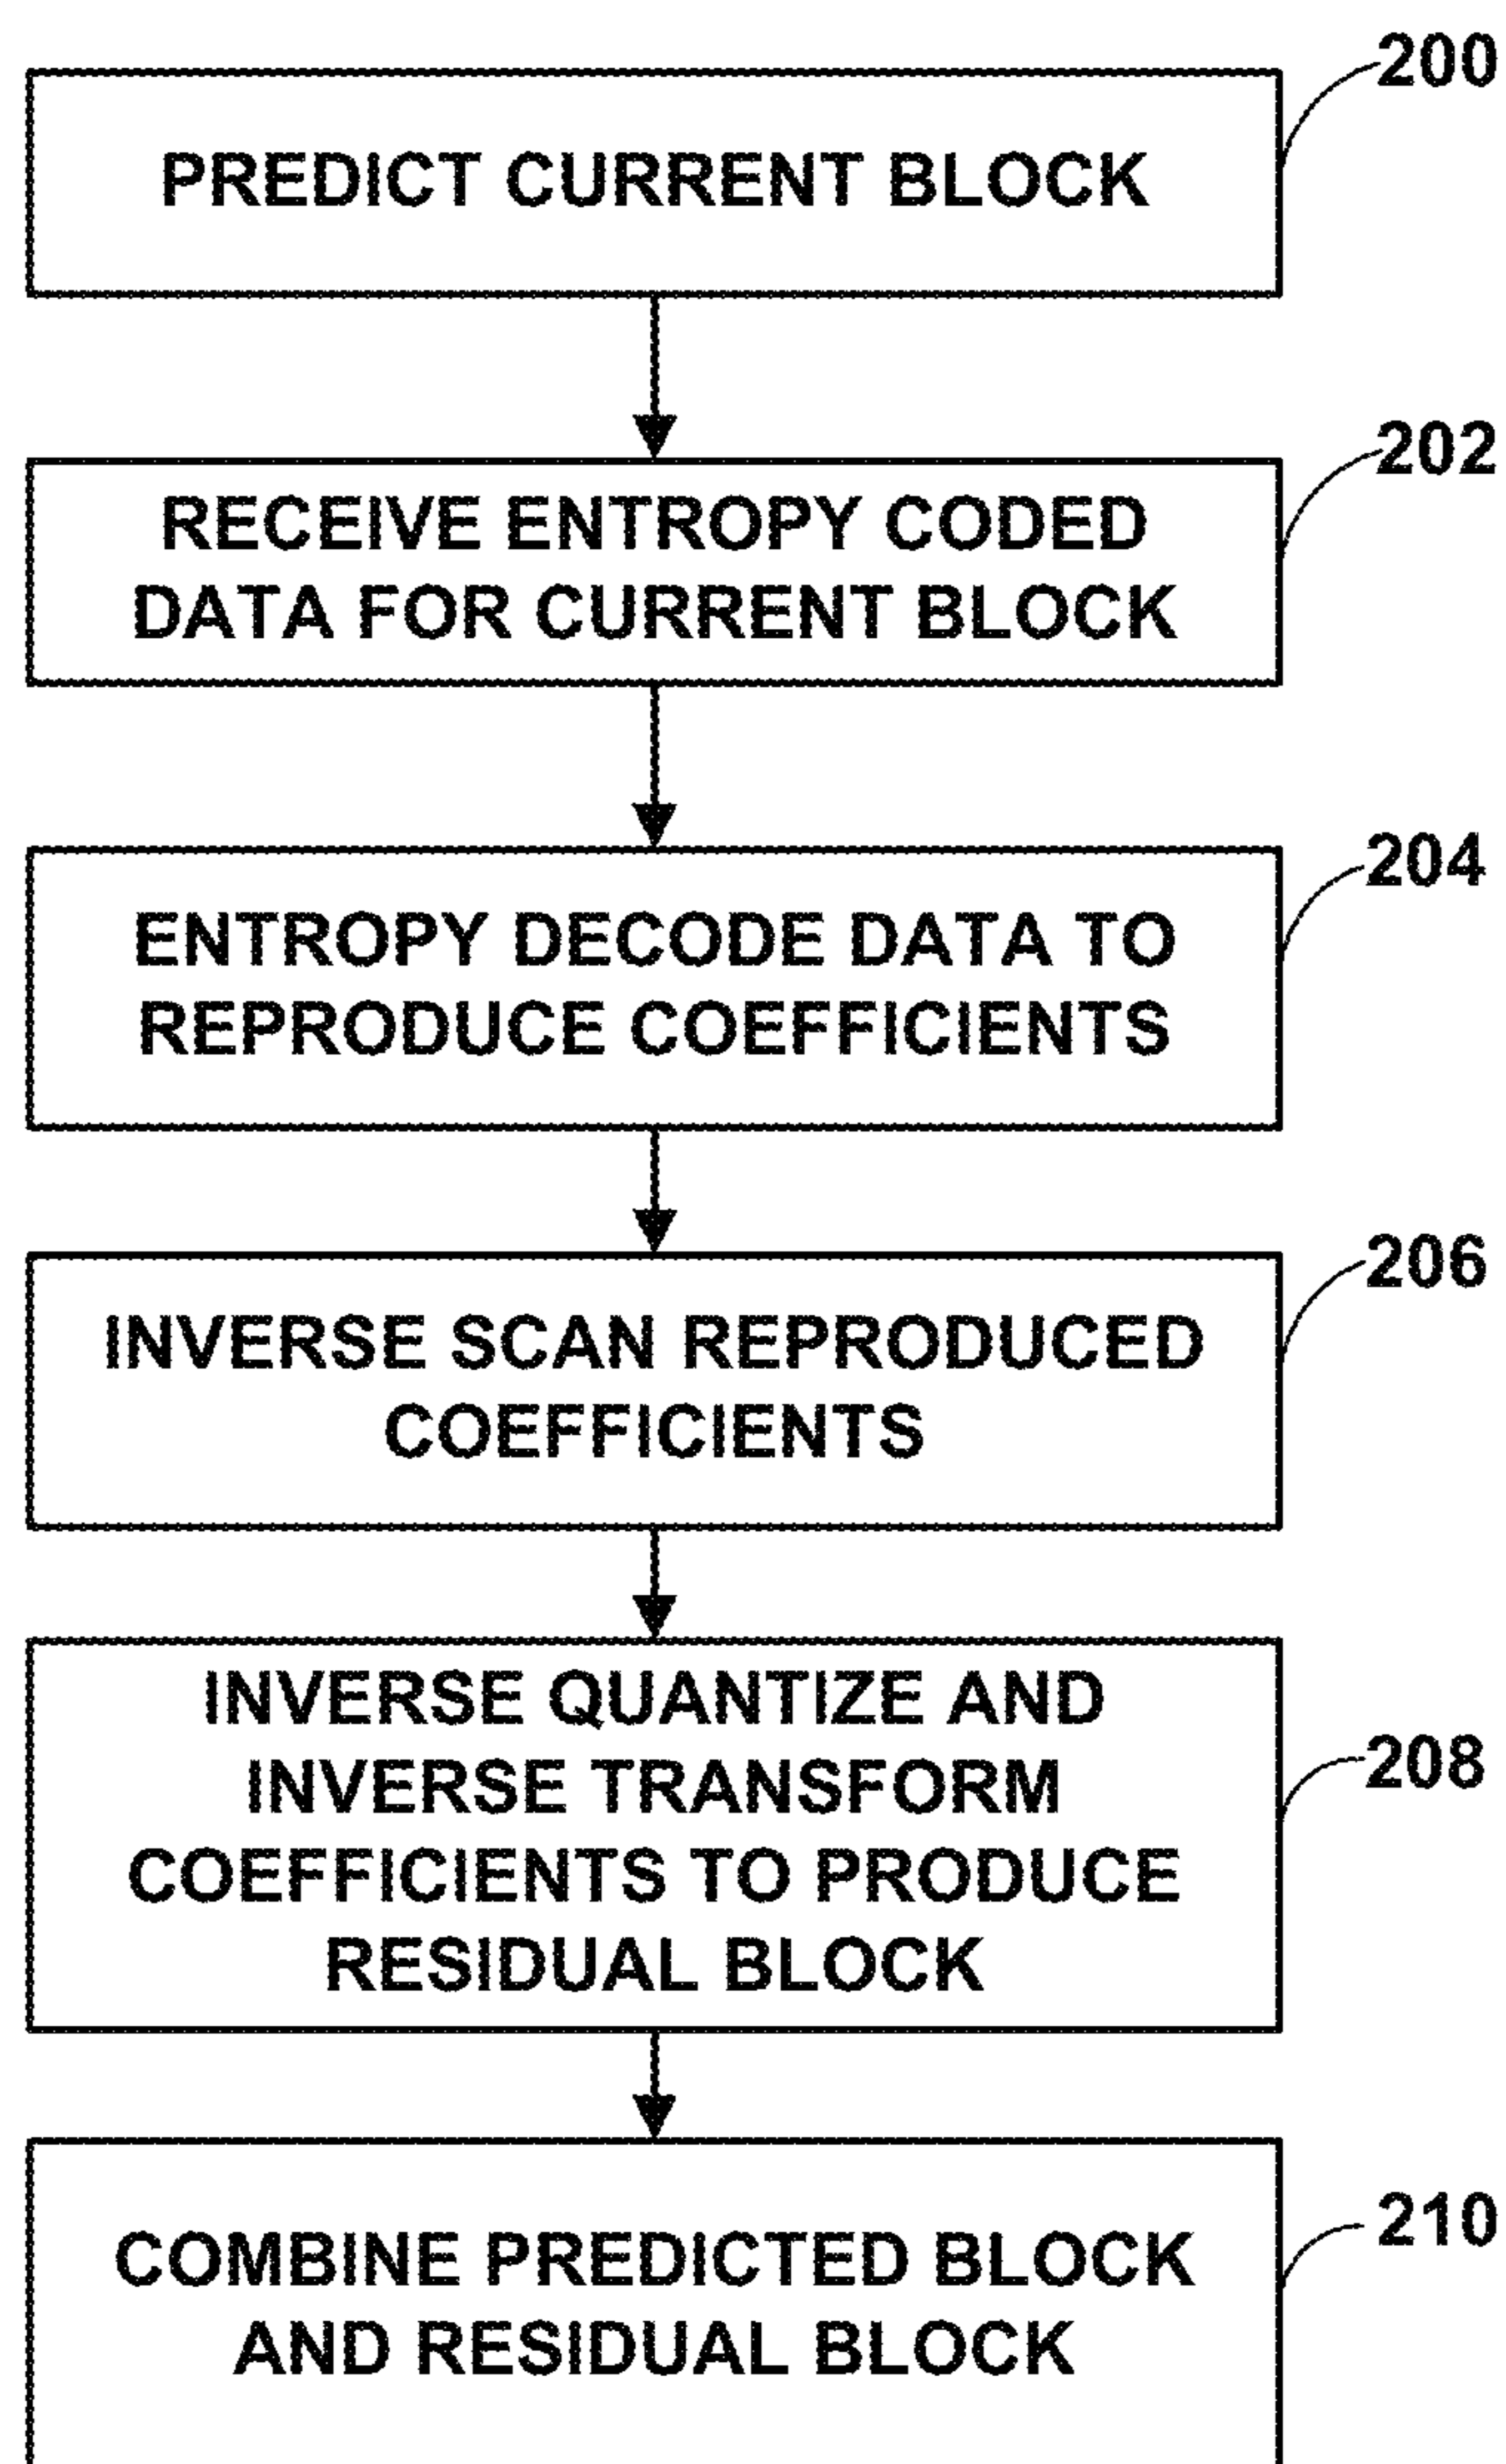 200
PREDICT CURRENT BLOCK
202
RECEIVE ENTROPY CODED
DATA FOR CURRENT BLOCK
204
ENTROPY DECODE DATA TO
REPRODUCE COEFFICIENTS
206
INVERSE SCAN REPRODUCED
COEFFICIENTS
INVERSE QUANTIZE AND
INVERSE TRANSFORM
208
COEFFICIENTS TO PRODUCE
RESIDUAL BLOCK
210
COMBINE PREDICTED BLOCK
AND RESIDUAL BLOCK